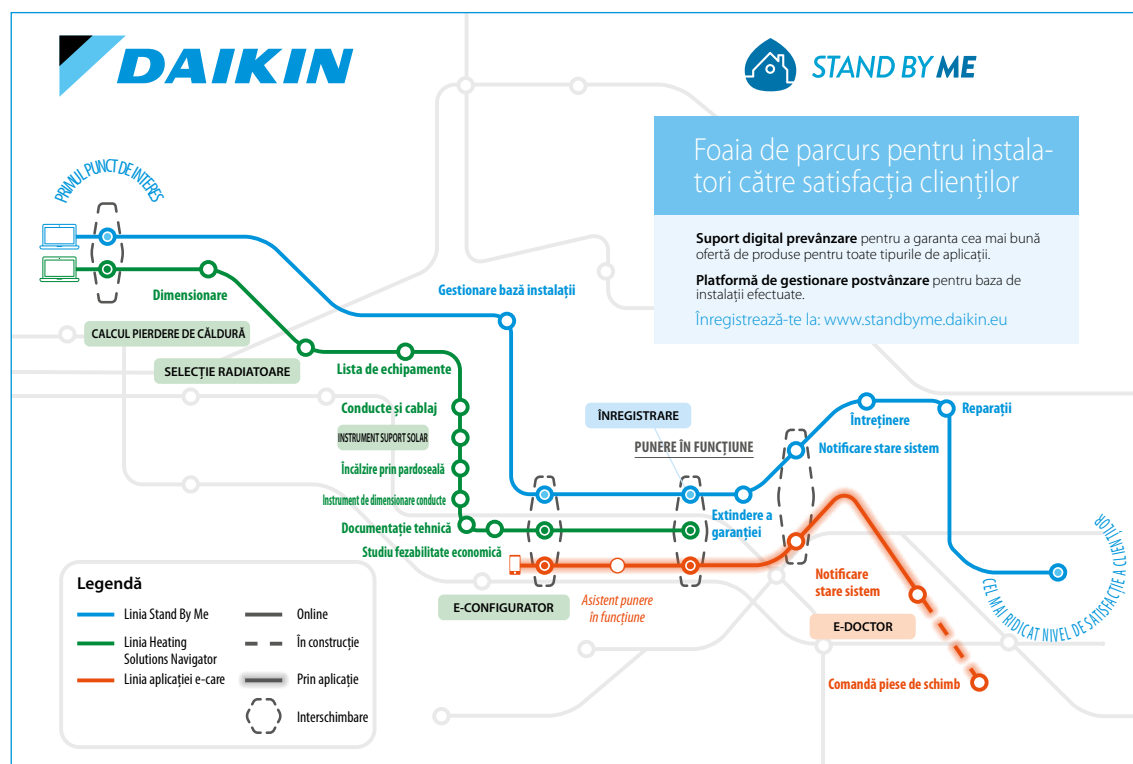 DAIKIN
STAND BY ME
Foaia de parcurs pentru instala-
tori către satisfacția clienților
Suport digital prevânzare pentru a garanta cea mai bună
ofertă de produse pentru toate tipurile de aplicații.
Platformă de gestionare postvânzare pentru baza de
instalații efectuate.
Înregistrează-te la: www.standbyme.daikin.eu
PRIMUL PUNCT DE INTERES
Dimensionare
Gestionare bază instalații
CALCUL PIERDERE DE CĂLDURĂ
SELECȚIE RADIATOARE
Lista de echipamente
Conducte și cablaj
INSTRUMENT SUPORT SOLAR
Încălzire prin pardoseală
Instrument de dimensionare conducte
Documentație tehnică
Studiu fezabilitate economică
ÎNREGISTRARE
PUNERE ÎN FUNCȚIUNE
Întreținere
Reparații
Notificare stare sistem
Extindere a
garanției
Notificare
stare sistem
E-CONFIGURATOR
Asistent punere
în funcțiune
E-DOCTOR
Comandă piese de schimb
CEL MAI RIDICAT NIVEL DE SATISFACȚIE A CLIENȚILOR
Legendă
Linia Stand By Me
Linia Heating
Solutions Navigator
Linia aplicației e-care
Online
În construcție
Prin aplicație
Interschimbare